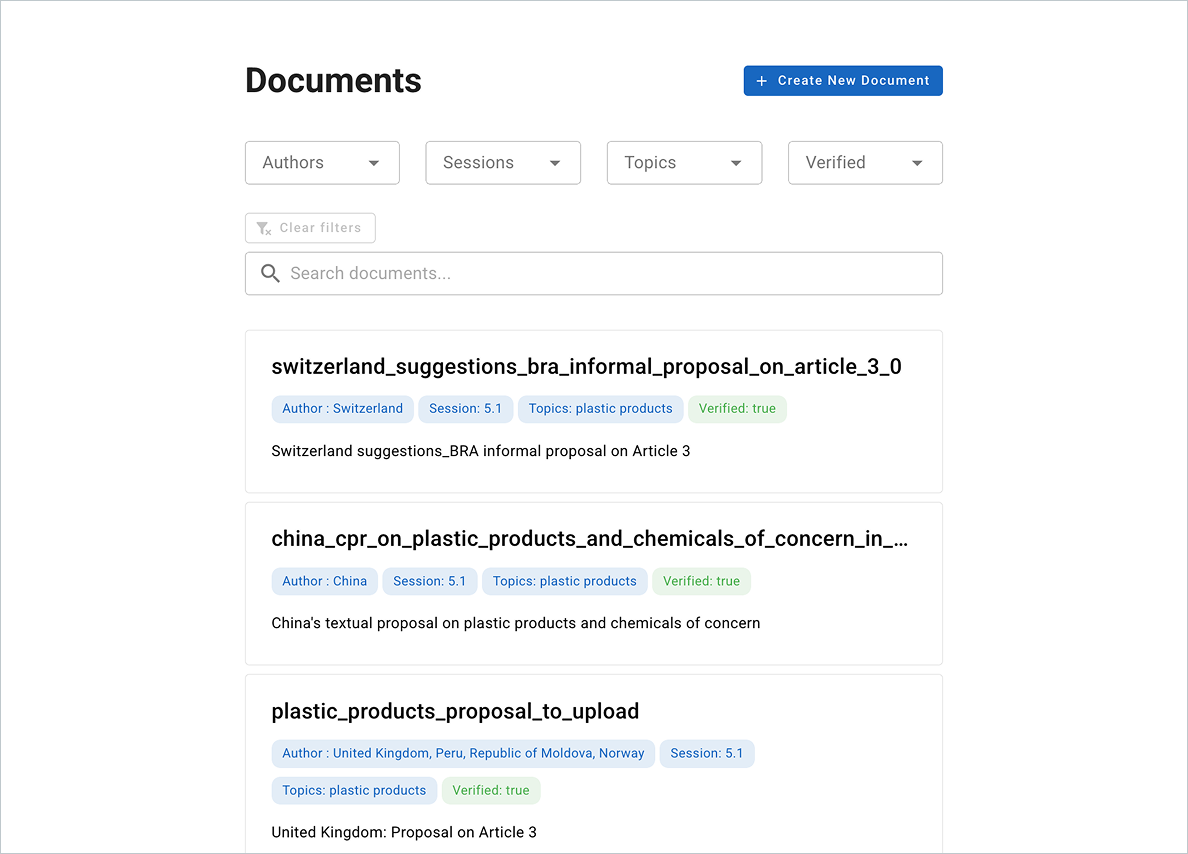 Documents
+ Create New Document
Authors
Sessions
Topics
Verified
Clear filters
Search documents...
switzerland_suggestions_bra_informal_proposal_on_article_3_0
Author : Switzerland
Session: 5.1
Topics: plastic products
Verified: true
Switzerland suggestions_BRA informal proposal on Article 3
china_cpr_on_plastic_products_and_chemicals_of_concern_in_...
Author : China
Session: 5.1
Topics: plastic products
Verified: true
China's textual proposal on plastic products and chemicals of concern
plastic_products_proposal_to_upload
Author : United Kingdom, Peru, Republic of Moldova, Norway
Session: 5.1
Topics: plastic products
Verified: true
United Kingdom: Proposal on Article 3